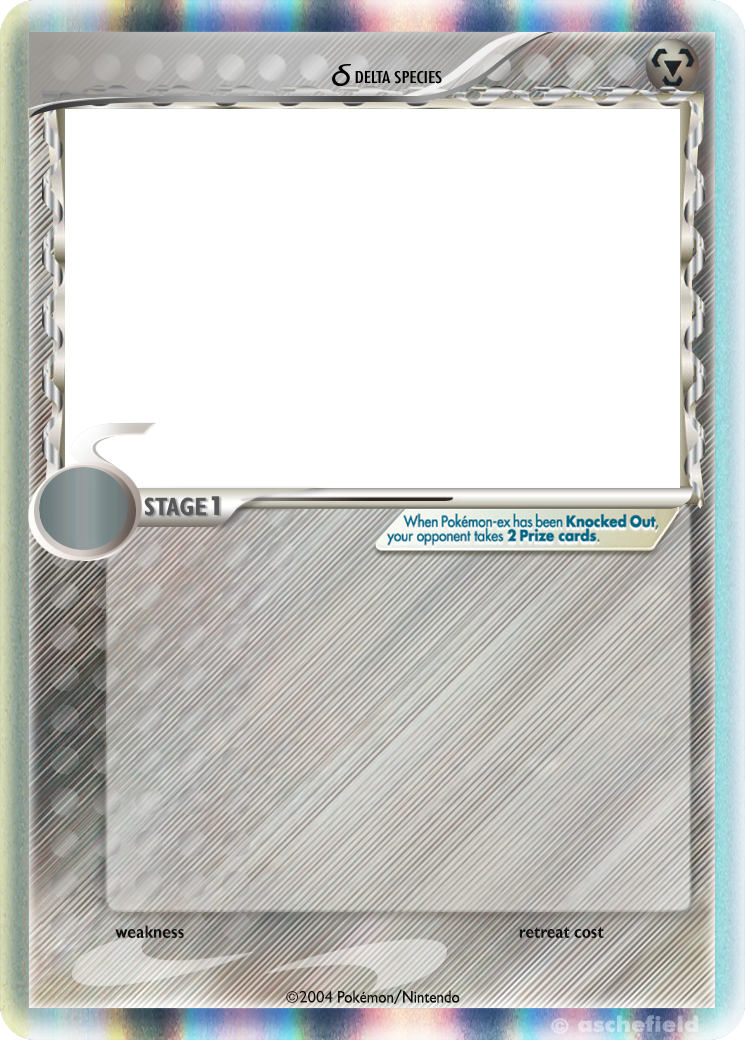 δ DELTA SPECIES
STAGE 1
When Pokémon-ex has been Knocked Out,
your opponent takes 2 Prize cards.
weakness
retreat cost
©2004 Pokémon/Nintendo
© aschefield